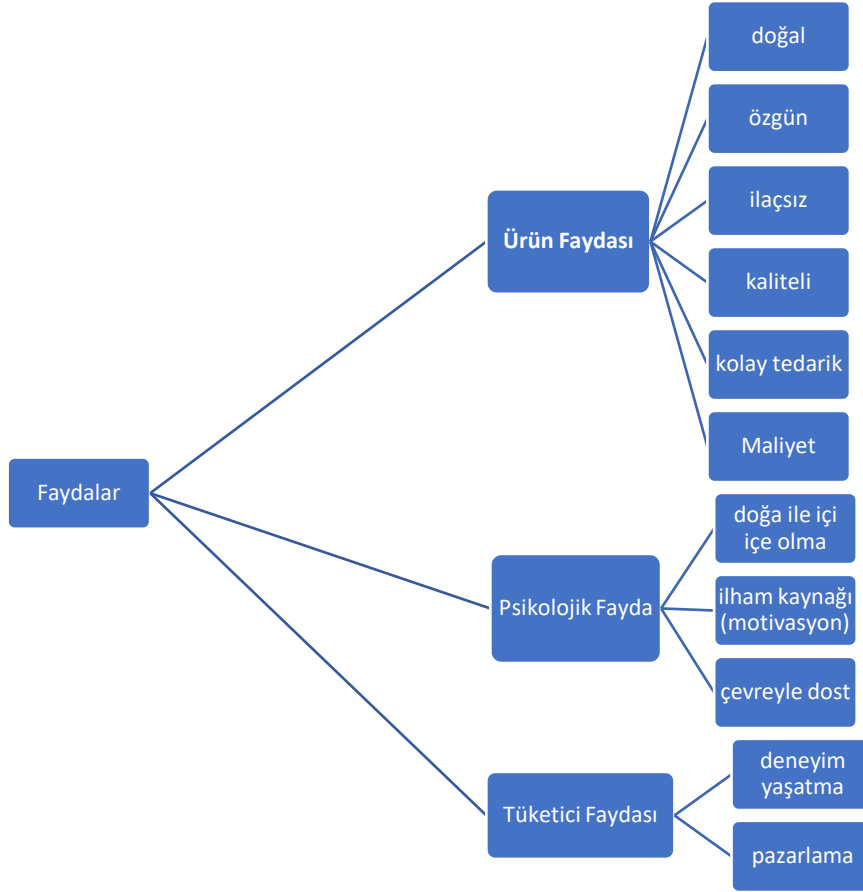 Faydalar
Ürün Faydası
doğal
özgün
ilaçsız
kaliteli
kolay tedarik
Maliyet
Psikolojik Fayda
doğa ile içi
içe olma
ilham kaynağı
(motivasyon)
çevreyle dost
Tüketici Faydası
deneyim
yaşatma
pazarlama